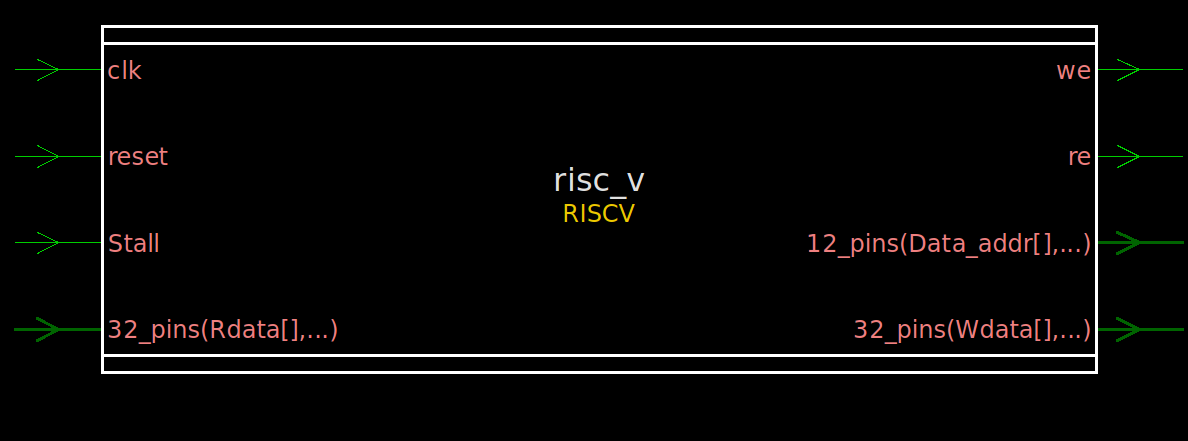 clk
we
reset
re
risc_v
RISCV
Stall
12_pins(Data_addr[],...)
32_pins(Rdata[],...)
32_pins(Wdata[],...)